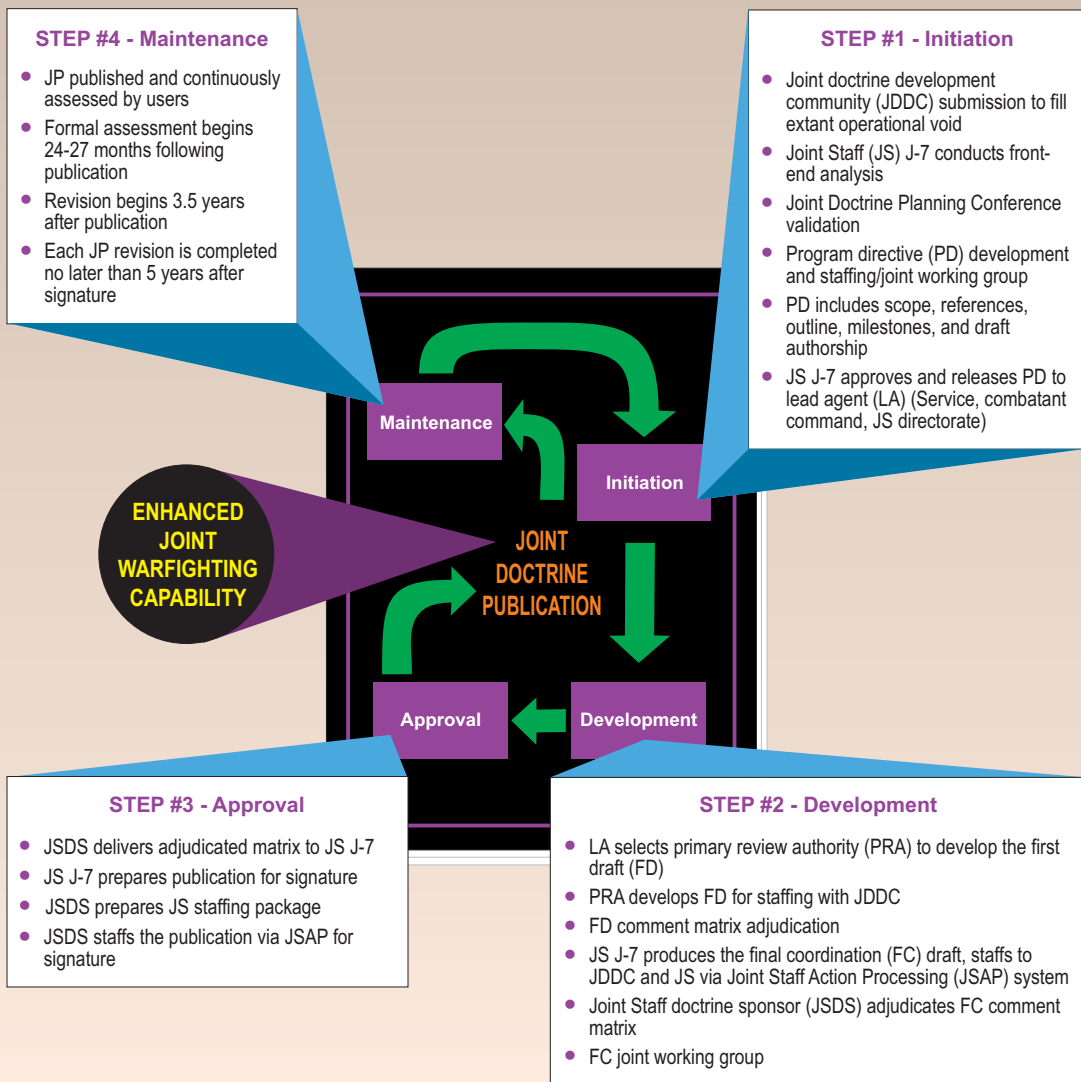 STEP #4 - Maintenance
• JP published and continuously
assessed by users
• Formal assessment begins
24-27 months following
publication
• Revision begins 3.5 years
after publication
• Each JP revision is completed
no later than 5 years after
signature
STEP #1 - Initiation
• Joint doctrine development
community (JDDC) submission to fill
extant operational void
• Joint Staff (JS) J-7 conducts front-
end analysis
• Joint Doctrine Planning Conference
validation
• Program directive (PD) development
and staffing/joint working group
• PD includes scope, references,
outline, milestones, and draft
authorship
• JS J-7 approves and releases PD to
lead agent (LA) (Service, combatant
command, JS directorate)
Maintenance
Initiation
ENHANCED
JOINT
WARFIGHTING
CAPABILITY
JOINT
DOCTRINE
PUBLICATION
Approval
Development
STEP #3 - Approval
• JSDS delivers adjudicated matrix to JS J-7
• JS J-7 prepares publication for signature
• JSDS prepares JS staffing package
• JSDS staffs the publication via JSAP for
signature
STEP #2 - Development
• LA selects primary review authority (PRA) to develop the first
draft (FD)
• PRA develops FD for staffing with JDDC
• FD comment matrix adjudication
• JS J-7 produces the final coordination (FC) draft, staffs to
JDDC and JS via Joint Staff Action Processing (JSAP) system
• Joint Staff doctrine sponsor (JSDS) adjudicates FC comment
matrix
• FC joint working group